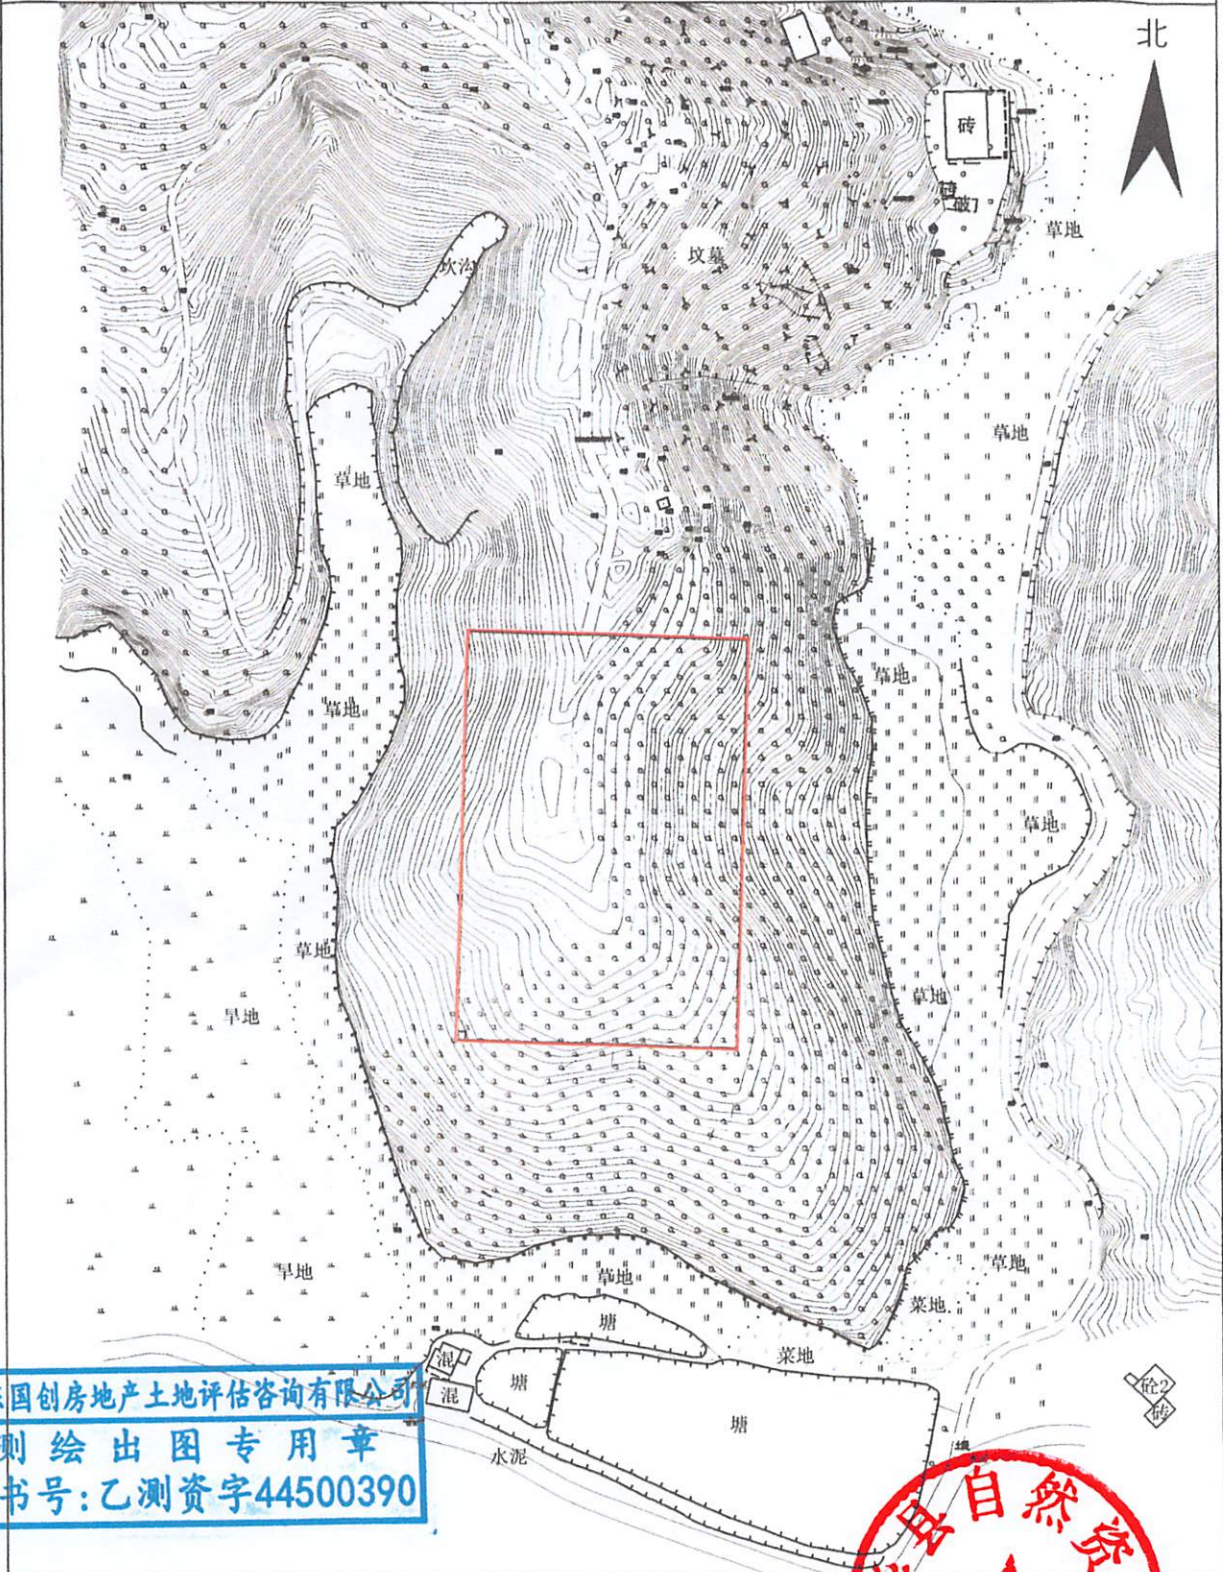 北
砖
破
坎沟
坟墓
草地
草地
草地
草地
草地
草地
草地
草地
旱地
旱地
草地
草地
菜地
塘
菜地
混
塘
混
塘
砼2
砖
水泥
国创房地产土地评估咨询有限公司
测绘出图专用章
书号:乙测资字44500390
县自然资